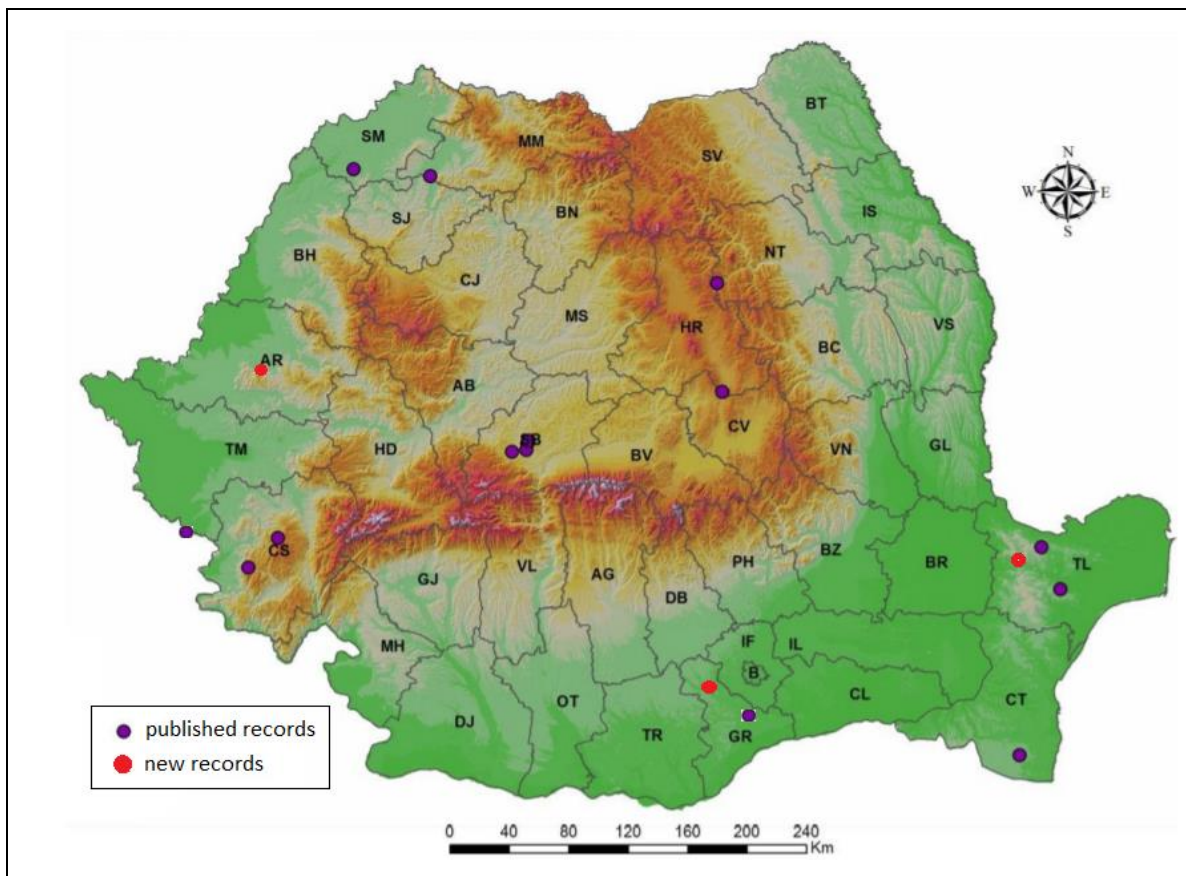 BT
SM
MM
SV
N
W E
S
SJ
BN
IS
BH
NT
CJ
MS
HR
VS
BC
AR
AB
CV
SB
TM
HD
BV
VN
GL
CS
VL
BZ
BR
TL
GJ
AG
PH
DB
MH
IF
IL
B
CL
OT
CT
DJ
TR
GR
published records
new records
0 40 80 120 160 200 240
Km